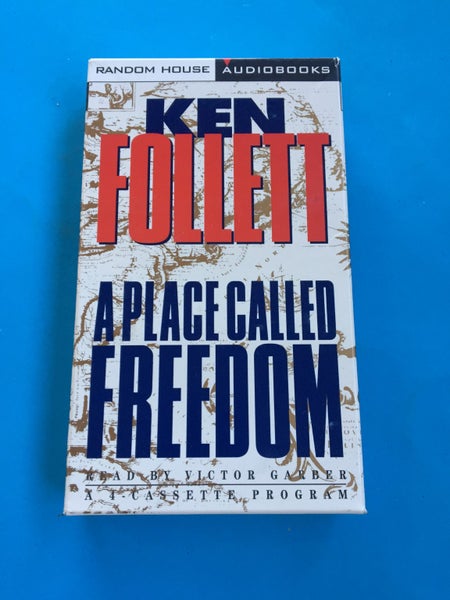 RANDOM HOUSE AUDIOBOOKS
KEN
FOLLETT
A PLACE CALLED
FREEDOM
READ BY VICTOR GARBER
A 4-CASSETTE PROGRAM